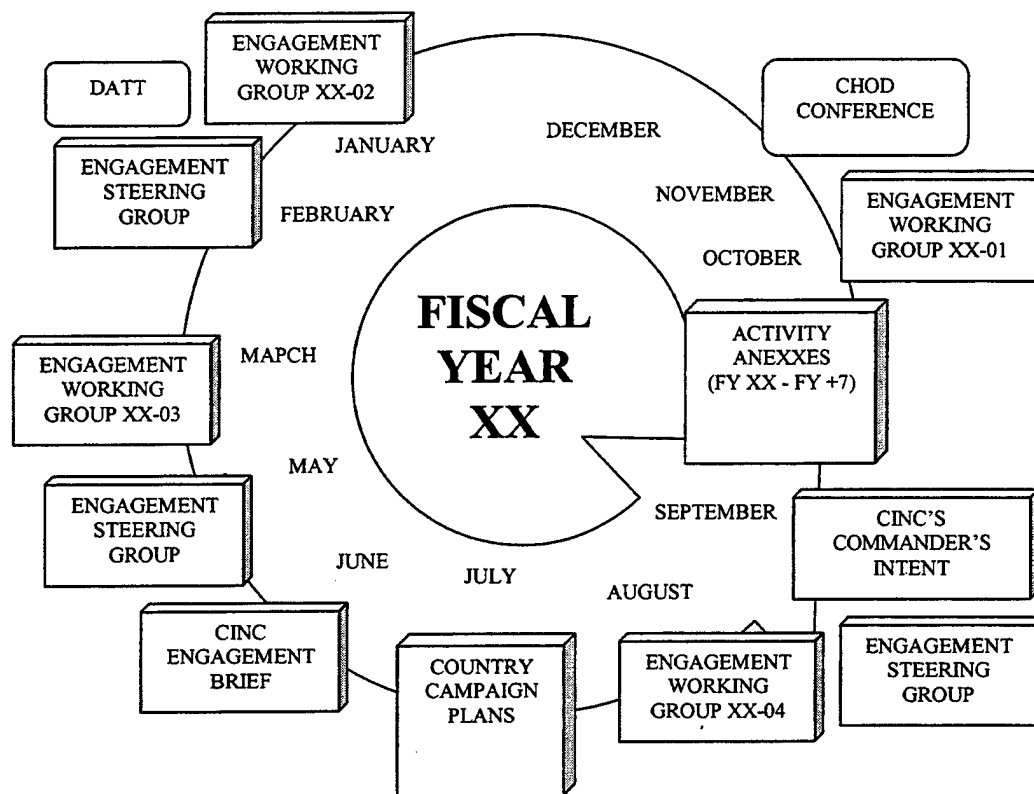 ENGAGEMENT
WORKING
GROUP XX-02
DATT
CHOD
CONFERENCE
DECEMBER
JANUARY
ENGAGEMENT
STEERING
GROUP
NOVEMBER
ENGAGEMENT
WORKING
GROUP XX-01
FEBRUARY
OCTOBER
FISCAL
YEAR
XX
ACTIVITY
ANEXXES
(FY XX - FY +7)
MAPCH
ENGAGEMENT
WORKING
GROUP XX-03
MAY
ENGAGEMENT
STEERING
GROUP
SEPTEMBER
CINC'S
COMMANDER'S
INTENT
JUNE
JULY
AUGUST
CINC
ENGAGEMENT
BRIEF
COUNTRY
CAMPAIGN
PLANS
ENGAGEMENT
WORKING
GROUP XX-04
ENGAGEMENT
STEERING
GROUP